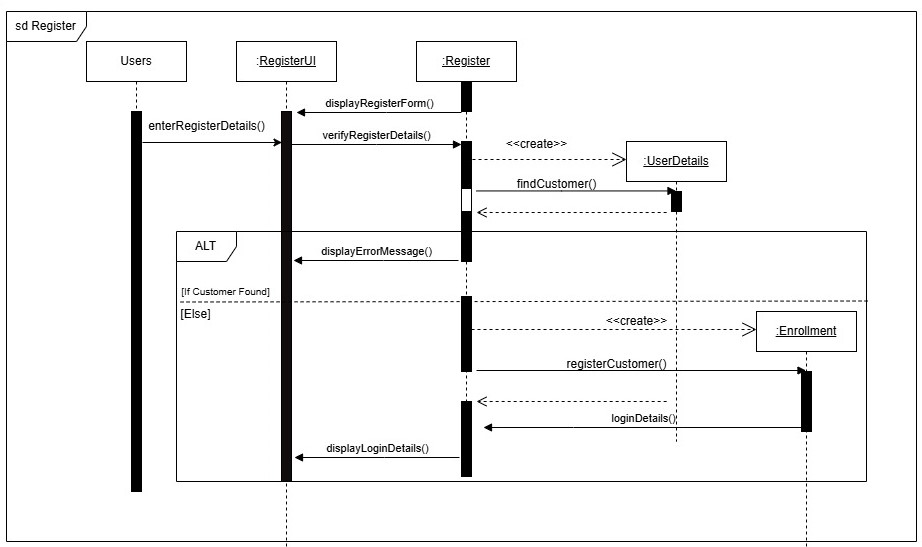 sd Register
Users
:RegisterUI
:Register
displayRegisterForm()
enterRegisterDetails()
verifyRegisterDetails()
<<create>>
:UserDetails
findCustomer()
ALT
displayErrorMessage()
[If Customer Found]
[Else]
<<create>>
:Enrollment
registerCustomer()
loginDetails()
displayLoginDetails()